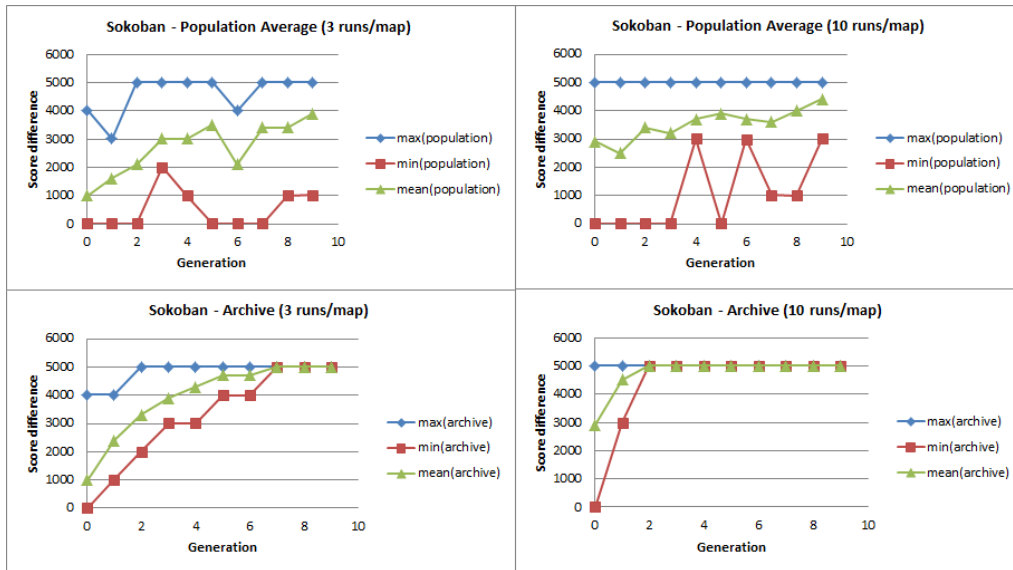 Sokoban - Population Average (3 runs/map)
6000
5000
4000
3000
2000
1000
0
Score difference
0 2 4 6 8 10
Generation
max(population)
min(population)
mean(population)
Sokoban - Population Average (10 runs/map)
6000
5000
4000
3000
2000
1000
0
Score difference
0 2 4 6 8 10
Generation
max(population)
min(population)
mean(population)
Sokoban - Archive (3 runs/map)
6000
5000
4000
3000
2000
1000
0
Score difference
0 2 4 6 8 10
Generation
max(archive)
min(archive)
mean(archive)
Sokoban - Archive (10 runs/map)
6000
5000
4000
3000
2000
1000
0
Score difference
0 2 4 6 8 10
Generation
max(archive)
min(archive)
mean(archive)